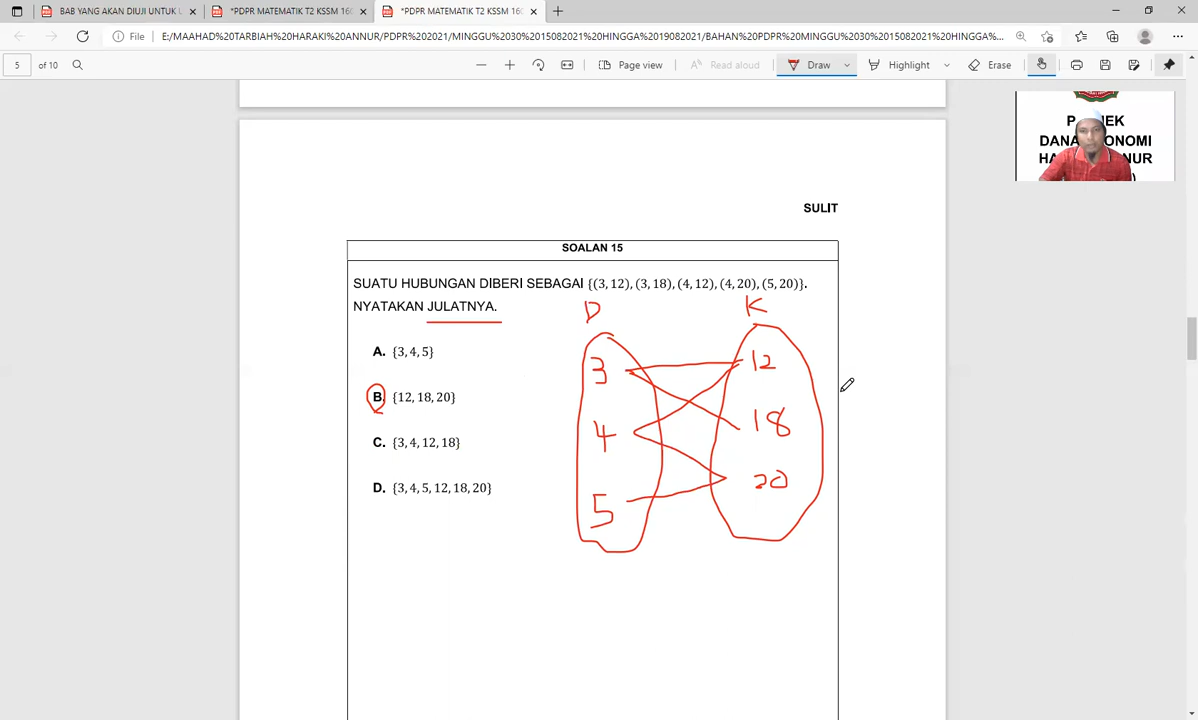 BAB YANG AKAN DIUJI UNTUK U
*PDPR MATEMATIK T2 KSSM 160
*PDPR MATEMATIK T2 KSSM 160
File
E:/MAAHAD%20TARBIAH%20HARAKI%20ANNUR/PDPR%202021/MINGGU%2030%2015082021%20HINGGA%2019082021/BAHAN%20PDPR%20MINGGU%2030%2015082021%20HINGGA%...
5 of 10
Page view
Read aloud
Draw
Highlight
Erase
DANA
HA
SULIT
SOALAN 15
SUATU HUBUNGAN DIBERI SEBAGAI {(3, 12), (3, 18), (4, 12), (4, 20), (5, 20)}.
NYATAKAN JULATNYA.
D K
A. {3, 4, 5}
3 12
B. {12, 18, 20}
4 18
C. {3, 4, 12, 18}
D. {3, 4, 5, 12, 18, 20}
5 20